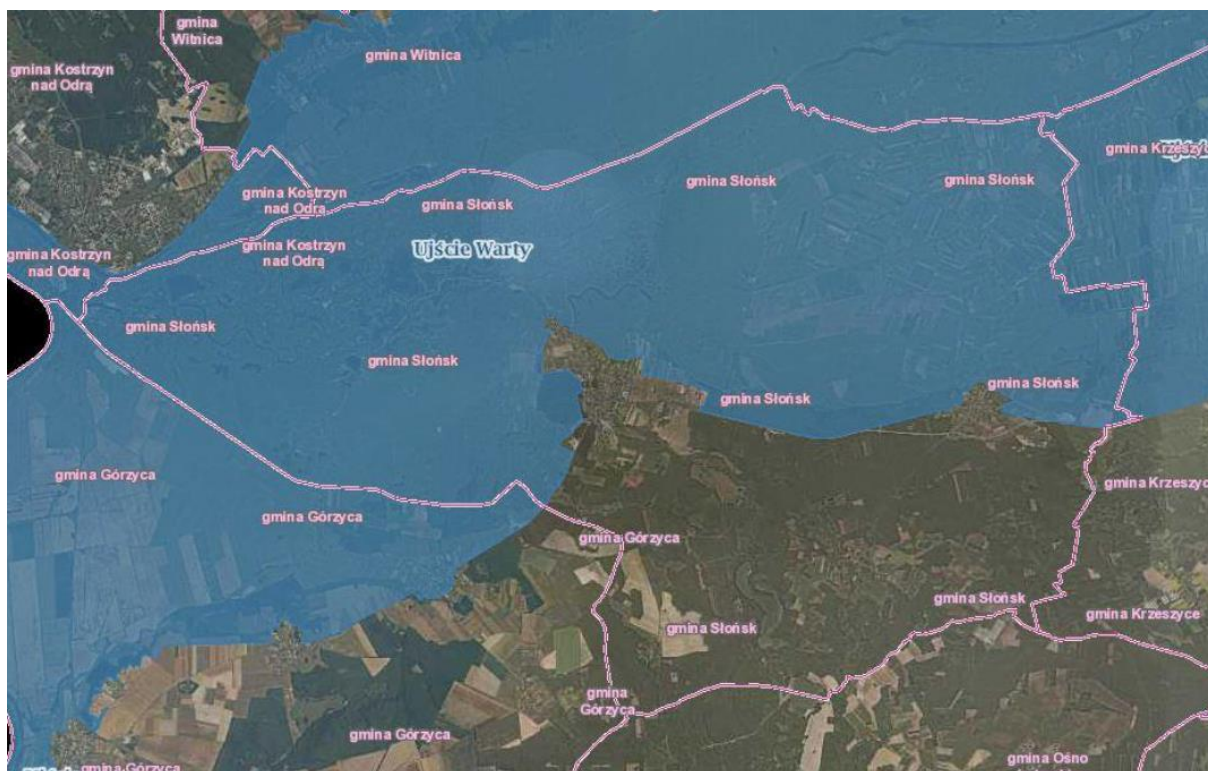 gmina
Witnica
gmina Witnica
gmina Kostrzyn
nad Odrą
gmina Krzeszyc
gmina Słońsk
gmina Słońsk
gmina Kostrzyn
nad Odrą
gmina Słońsk
gmina Kostrzyn
nad Odrą
Ujście Warty
gmina Kostrzyn
nad Odrą
gmina Słońsk
gmina Słońsk
gmina Słońsk
gmina Słońsk
gmina Górzyca
gmina Krzeszyc
gmina Górzyca
gmina Górzyca
gmina Słońsk
gmina Krzeszyce
gmina Słońsk
gmina
Górzyca
gmina Górzyca
gmina Ośno
gmina Górzyca